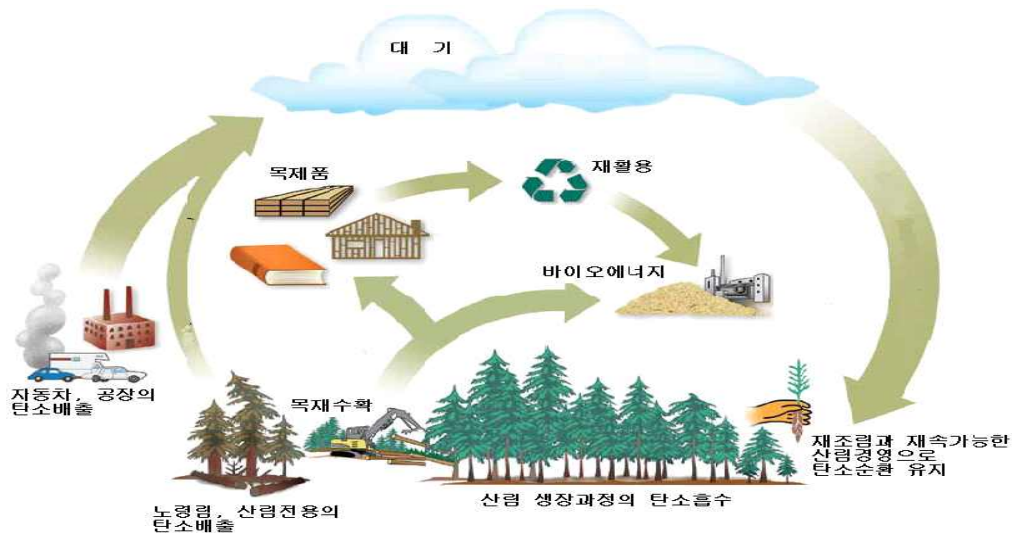 대 기
목제품
재활용
바이오에너지
자동차, 공장의
탄소배출
목재수확
재조림과 재속가능한
산림경영으로
탄소순환 유지
산림 생장과정의 탄소흡수
노령림, 산림전용의
탄소배출